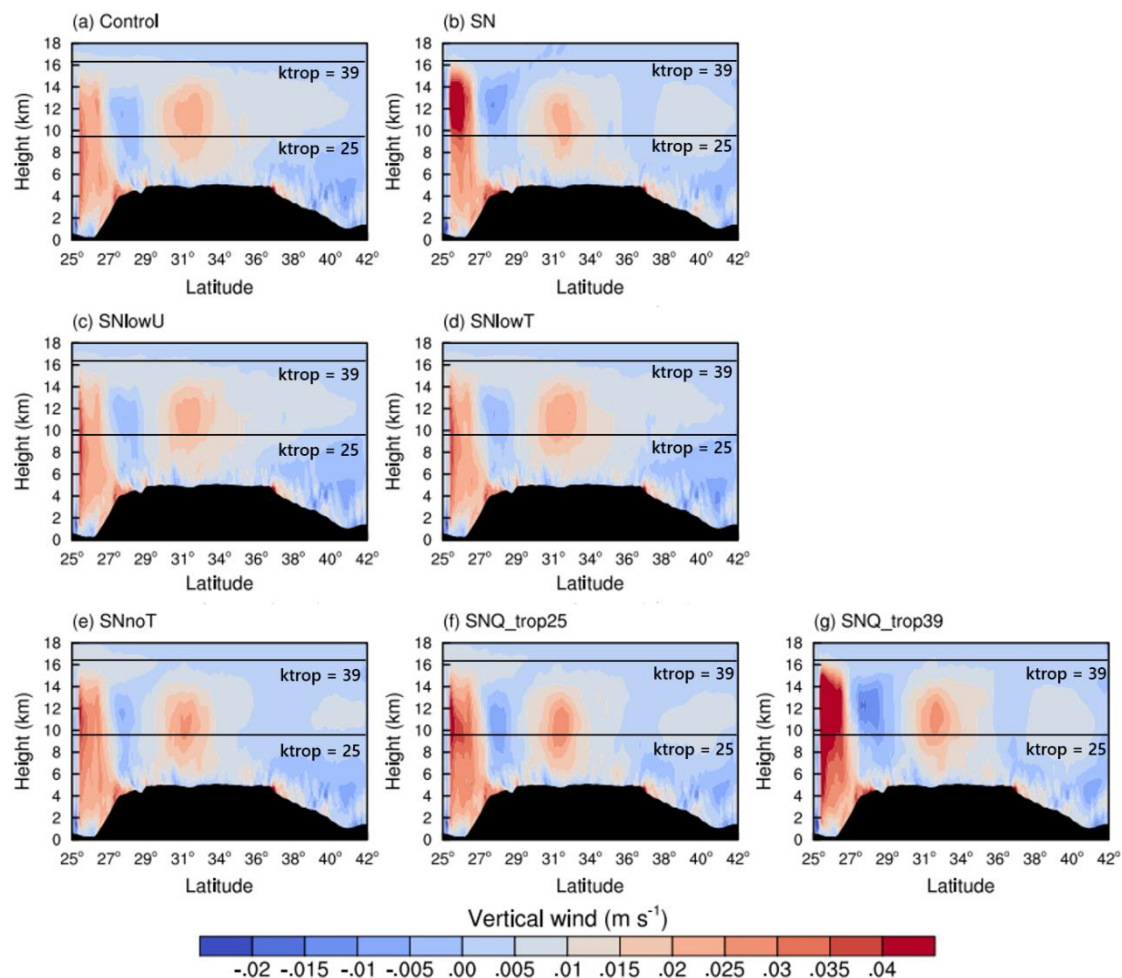 (a) Control
18
16
14
12
10
8
6
4
2
0
Height (km)
ktrop = 39
ktrop = 25
25° 27° 29° 31° 34° 36° 38° 40° 42°
Latitude
(b) SN
18
16
14
12
10
8
6
4
2
0
Height (km)
ktrop = 39
ktrop = 25
25° 27° 29° 31° 34° 36° 38° 40° 42°
Latitude
(c) SNlowU
18
16
14
12
10
8
6
4
2
0
Height (km)
ktrop = 39
ktrop = 25
25° 27° 29° 31° 34° 36° 38° 40° 42°
Latitude
(d) SNlowT
18
16
14
12
10
8
6
4
2
0
Height (km)
ktrop = 39
ktrop = 25
25° 27° 29° 31° 34° 36° 38° 40° 42°
Latitude
(e) SNnoT
18
16
14
12
10
8
6
4
2
0
Height (km)
ktrop = 39
ktrop = 25
25° 27° 29° 31° 34° 36° 38° 40° 42°
Latitude
(f) SNQ_trop25
18
16
14
12
10
8
6
4
2
0
Height (km)
ktrop = 39
ktrop = 25
25° 27° 29° 31° 34° 36° 38° 40° 42°
Latitude
(g) SNQ_trop39
18
16
14
12
10
8
6
4
2
0
Height (km)
ktrop = 39
ktrop = 25
25° 27° 29° 31° 34° 36° 38° 40° 42°
Latitude
Vertical wind (m s⁻¹)
-.02 -.015 -.01 -.005 .00 .005 .01 .015 .02 .025 .03 .035 .04